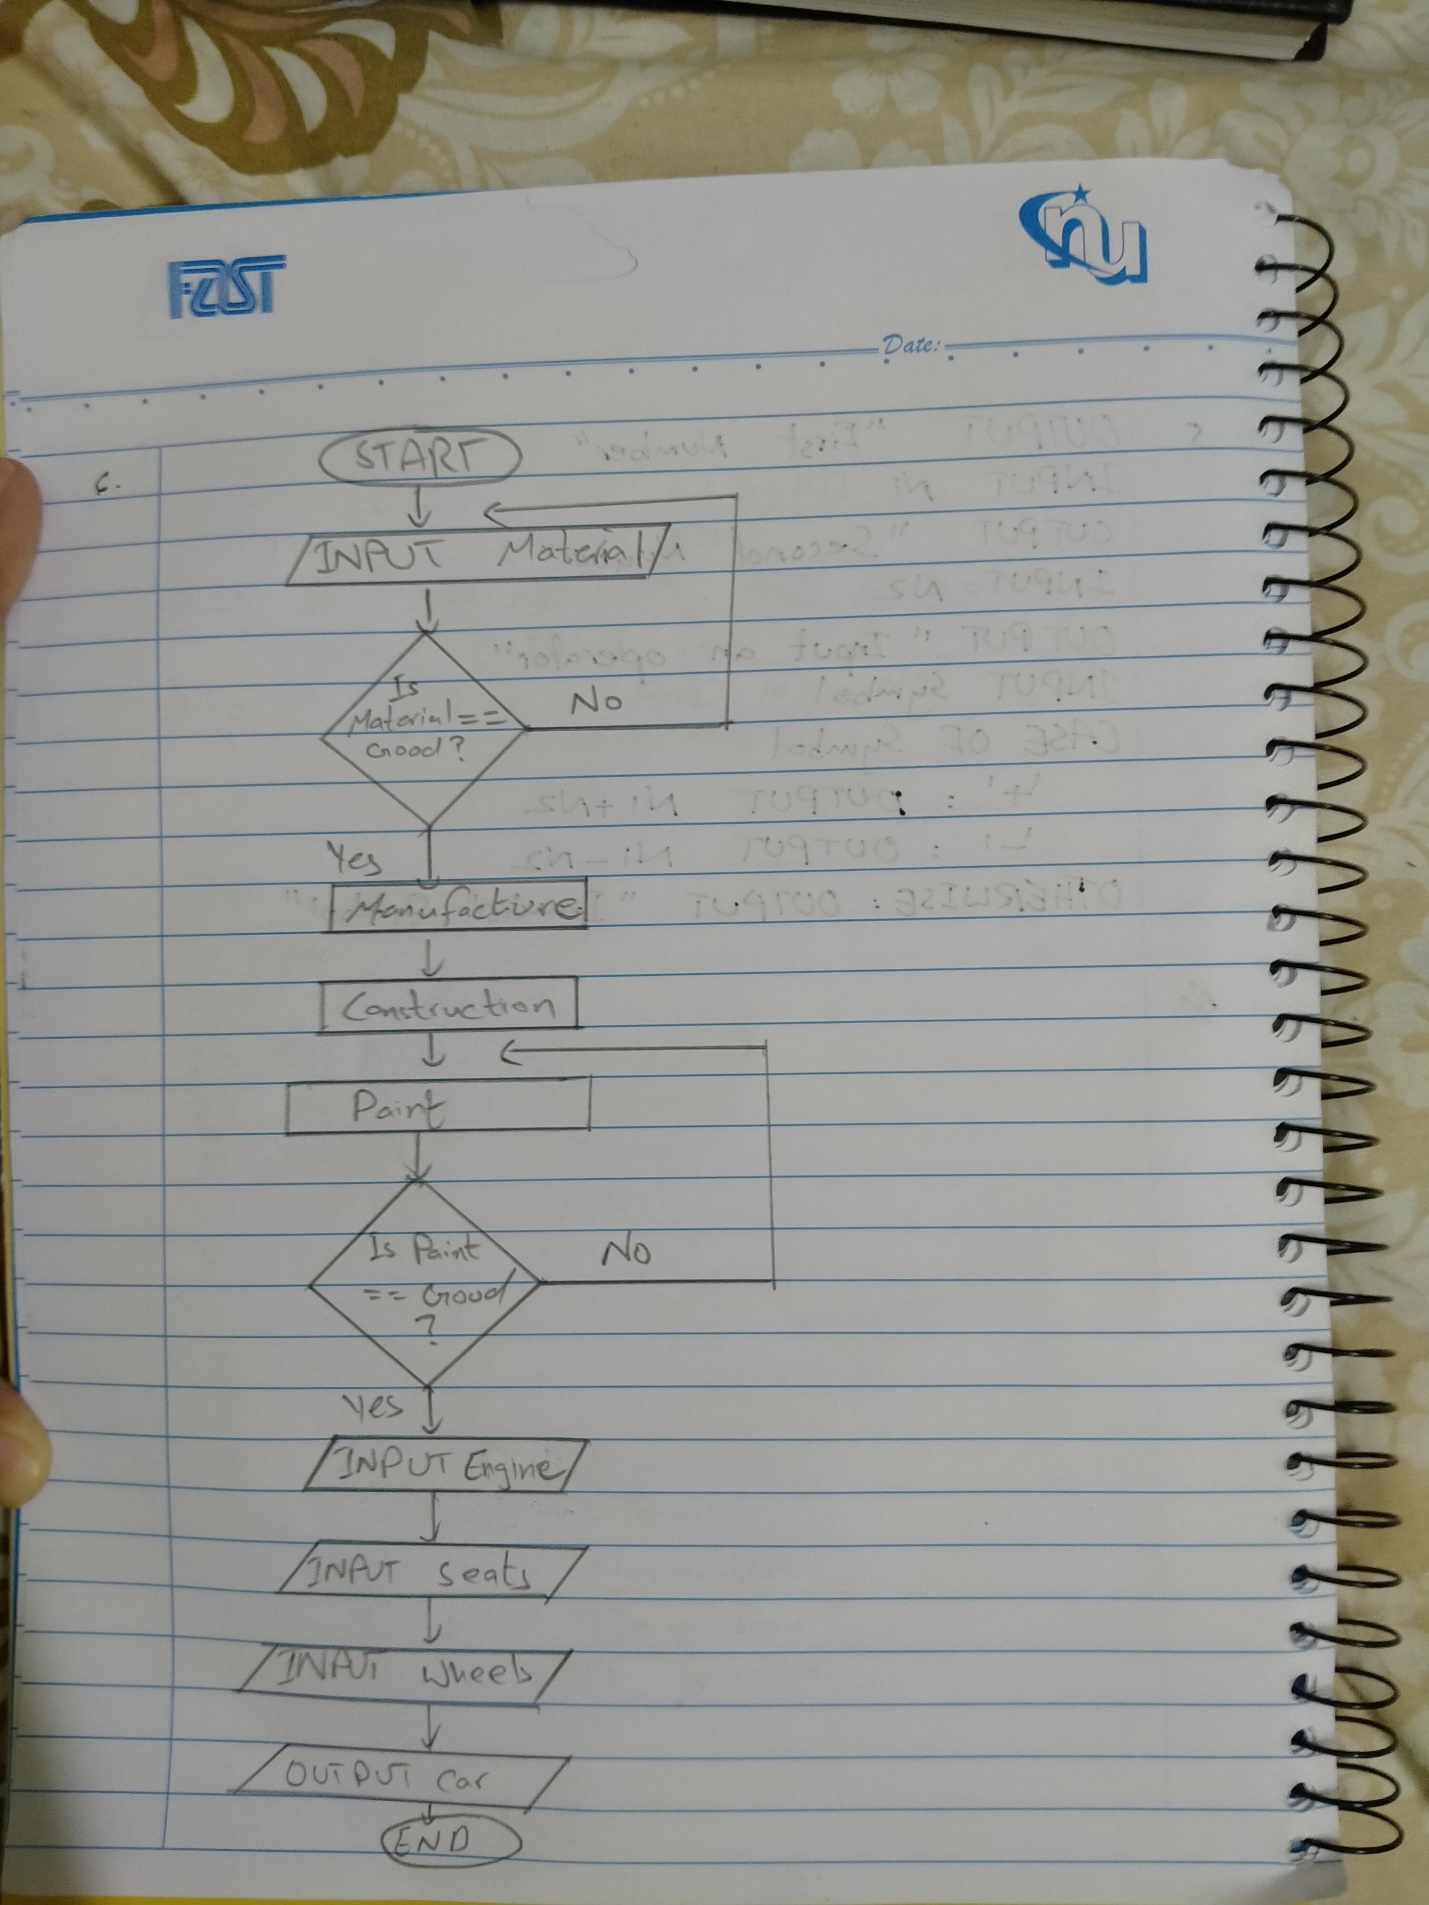 FAST
nu
Date:
6.
START
INPUT Material
Is
Material ==
Good?
No
Yes
Manufacture
Construction
Paint
Is Paint
== Good
?
No
Yes
INPUT Engine
INPUT seats
INPUT wheels
OUTPUT car
END